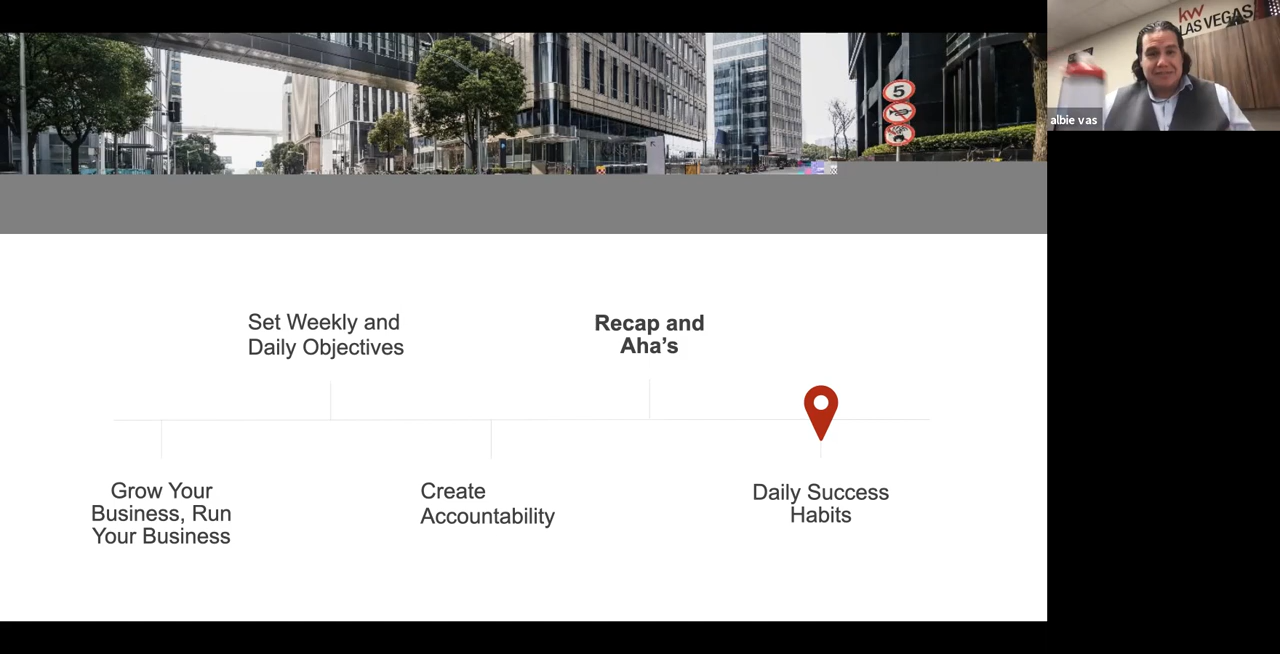 kw
LAS VEGAS
albie vas
5
Set Weekly and
Daily Objectives
Recap and
Aha’s
Grow Your
Business, Run
Your Business
Create
Accountability
Daily Success
Habits